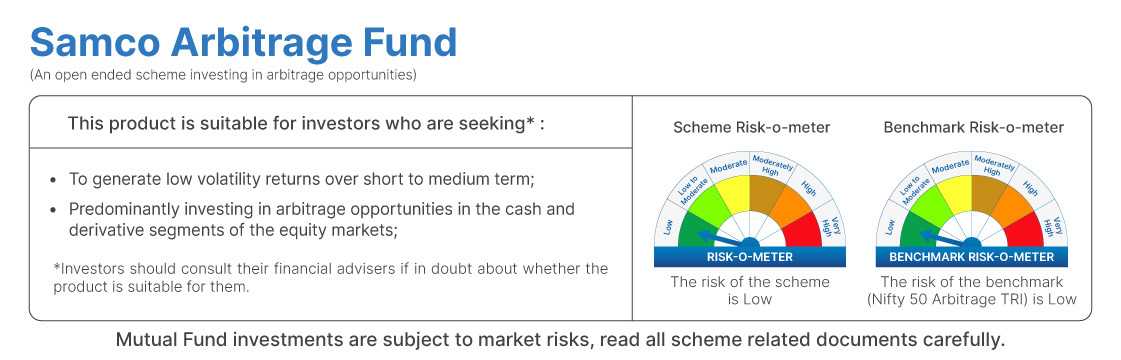 Samco Arbitrage Fund
(An open ended scheme investing in arbitrage opportunities)
This product is suitable for investors who are seeking* :
• To generate low volatility returns over short to medium term;
• Predominantly investing in arbitrage opportunities in the cash and
derivative segments of the equity markets;
*Investors should consult their financial advisers if in doubt about whether the
product is suitable for them.
Scheme Risk-o-meter
Low
Low to
Moderate
Moderate
Moderately
High
High
Very
High
RISK-O-METER
The risk of the scheme
is Low
Benchmark Risk-o-meter
Low
Low to
Moderate
Moderate
Moderately
High
High
Very
High
BENCHMARK RISK-O-METER
The risk of the benchmark
(Nifty 50 Arbitrage TRI) is Low
Mutual Fund investments are subject to market risks, read all scheme related documents carefully.